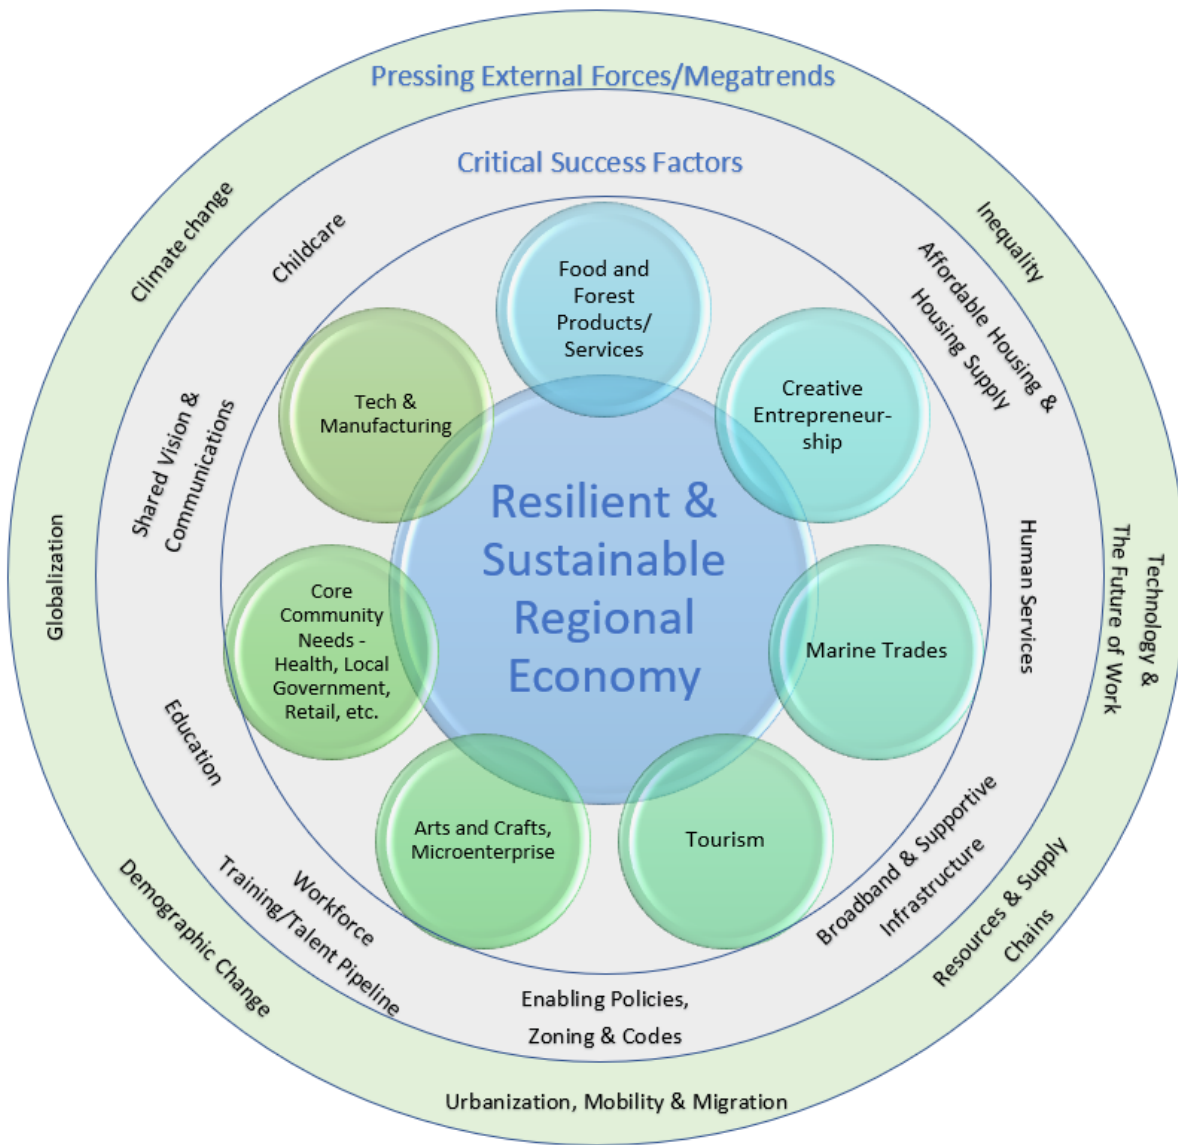 Pressing External Forces/Megatrends
Critical Success Factors
Climate change
Childcare
Inequality
Affordable Housing &
Housing Supply
Food and
Forest
Products/
Services
Tech &
Manufacturing
Creative
Entrepreneur-
ship
Shared Vision &
Communications
Resilient &
Sustainable
Regional
Economy
Globalization
Human Services
Technology &
The Future of Work
Core
Community
Needs -
Health, Local
Government,
Retail, etc.
Marine Trades
Education
Arts and Crafts,
Microenterprise
Tourism
Broadband & Supportive
Infrastructure
Resources & Supply
Chains
Workforce
Training/Talent Pipeline
Demographic Change
Enabling Policies,
Zoning & Codes
Urbanization, Mobility & Migration